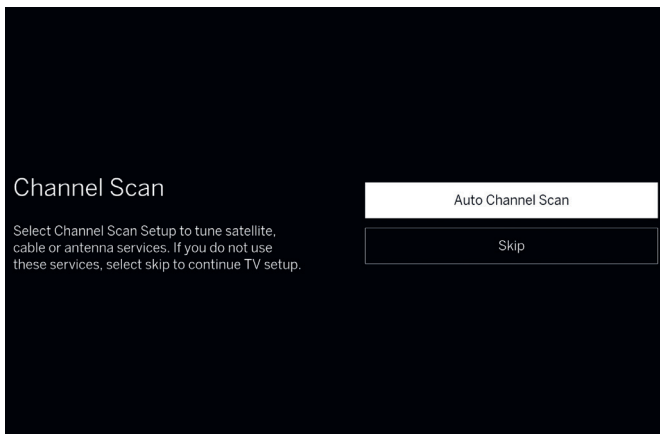 Channel Scan
Select Channel Scan Setup to tune satellite,
cable or antenna services. If you do not use
these services, select skip to continue TV setup.
Auto Channel Scan
Skip